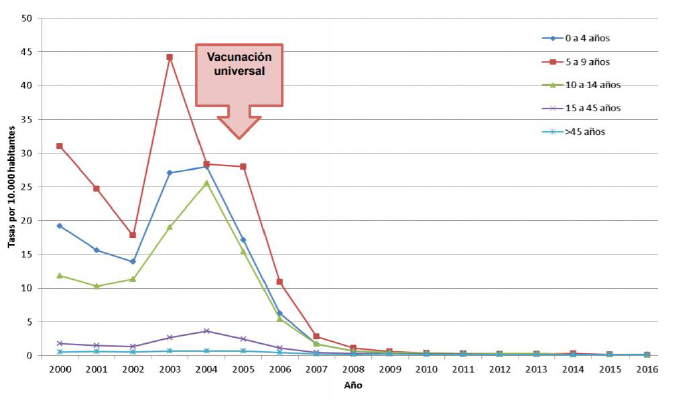 50
45
40
35
30
25
20
15
10
5
0
Tasas por 10.000 habitantes
Vacunación
universal
0 a 4 años
5 a 9 años
10 a 14 años
15 a 45 años
>45 años
2000 2001 2002 2003 2004 2005 2006 2007 2008 2009 2010 2011 2012 2013 2014 2015 2016
Año